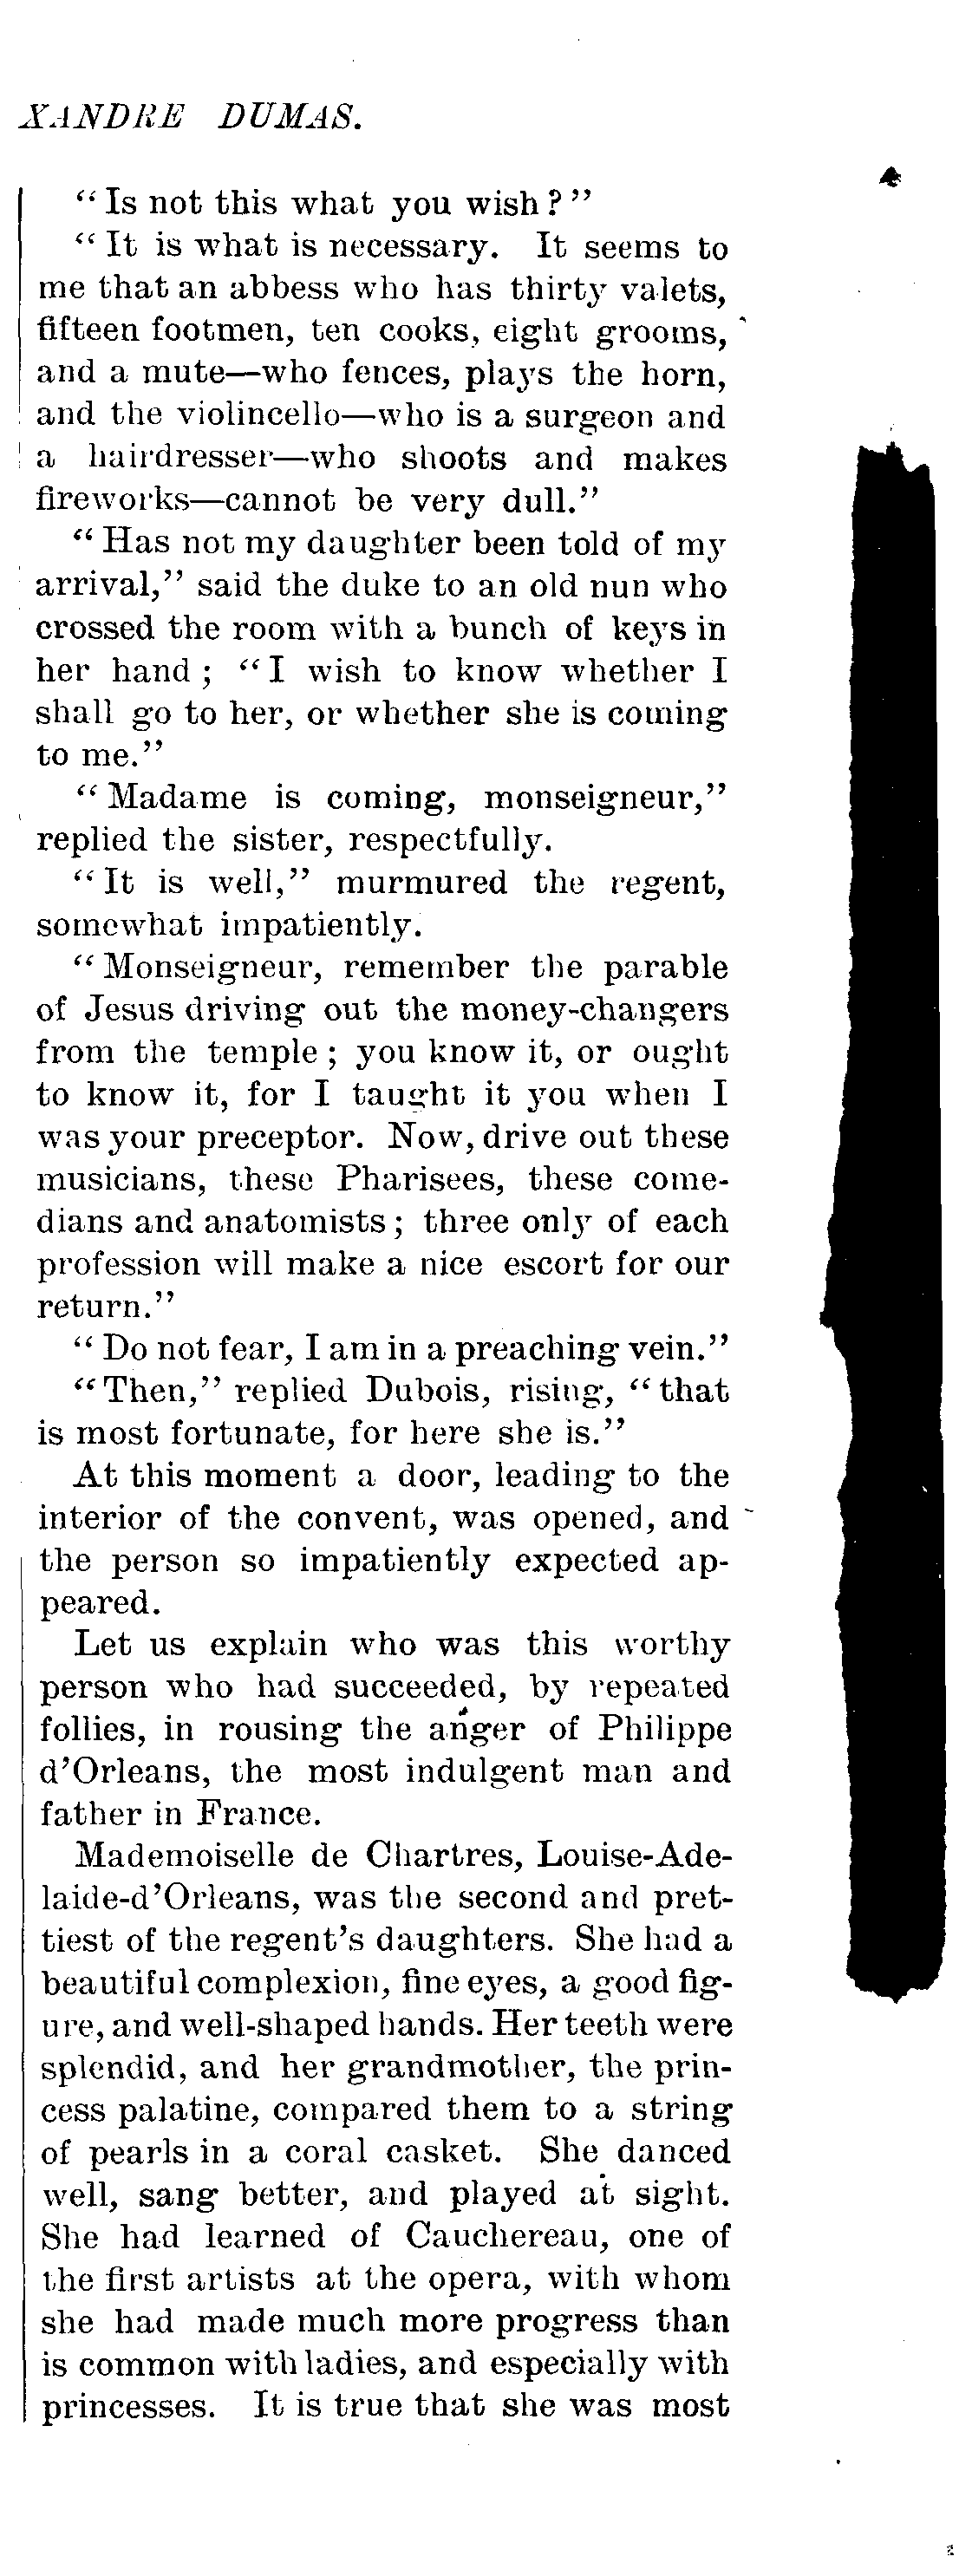 XANDRE DUMAS.
“Is not this what you wish?”
“It is what is necessary. It seems to
me that an abbess who has thirty valets,
fifteen footmen, ten cooks, eight grooms,
and a mute—who fences, plays the horn,
and the violincello—who is a surgeon and
a hairdresser—who shoots and makes
fireworks—cannot be very dull.”
“Has not my daughter been told of my
arrival,” said the duke to an old nun who
crossed the room with a bunch of keys in
her hand; “I wish to know whether I
shall go to her, or whether she is coming
to me.”
“Madame is coming, monseigneur,”
replied the sister, respectfully.
“It is well,” murmured the regent,
somewhat impatiently.
“Monseigneur, remember the parable
of Jesus driving out the money-changers
from the temple; you know it, or ought
to know it, for I taught it you when I
was your preceptor. Now, drive out these
musicians, these Pharisees, these come-
dians and anatomists; three only of each
profession will make a nice escort for our
return.”
“Do not fear, I am in a preaching vein.”
“Then,” replied Dubois, rising, “that
is most fortunate, for here she is.”
At this moment a door, leading to the
interior of the convent, was opened, and
the person so impatiently expected ap-
peared.
Let us explain who was this worthy
person who had succeeded, by repeated
follies, in rousing the anger of Philippe
d’Orleans, the most indulgent man and
father in France.
Mademoiselle de Chartres, Louise-Ade-
laide-d’Orleans, was the second and pret-
tiest of the regent’s daughters. She had a
beautiful complexion, fine eyes, a good fig-
ure, and well-shaped hands. Her teeth were
splendid, and her grandmother, the prin-
cess palatine, compared them to a string
of pearls in a coral casket. She danced
well, sang better, and played at sight.
She had learned of Cauchereau, one of
the first artists at the opera, with whom
she had made much more progress than
is common with ladies, and especially with
princesses. It is true that she was most